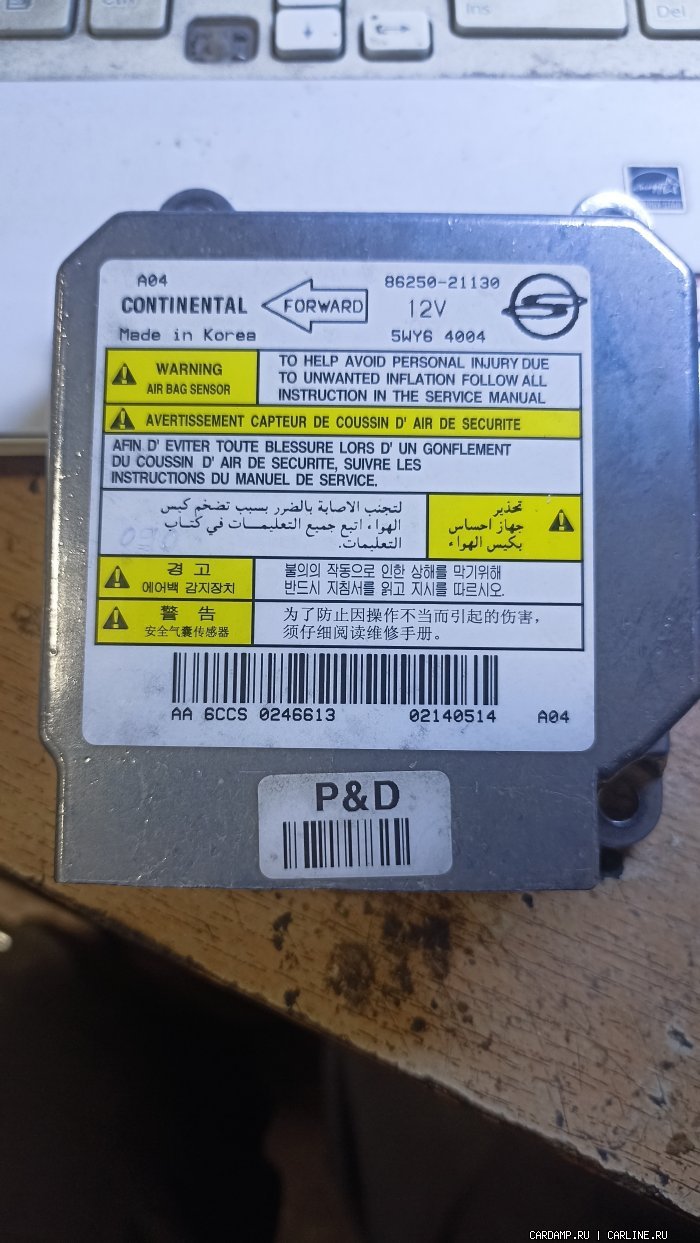 Ins
Del
A04
86250-21130
CONTINENTAL
FORWARD
12V
Made in Korea
5WY6 4004
WARNING
AIR BAG SENSOR
TO HELP AVOID PERSONAL INJURY DUE
TO UNWANTED INFLATION FOLLOW ALL
INSTRUCTION IN THE SERVICE MANUAL
AVERTISSEMENT CAPTEUR DE COUSSIN D' AIR DE SECURITE
AFIN D' EVITER TOUTE BLESSURE LORS D' UN GONFLEMENT
DU COUSSIN D' AIR DE SECURITE, SUIVRE LES
INSTRUCTIONS DU MANUEL DE SERVICE.
تحذير
جهاز احساس
بكيس الهواء
لتجنب الاصابة بالضرر بسبب تضخم كيس
الهواء اتبع جميع التعليمات في كتاب
التعليمات.
경 고
에어백 감지장치
불의의 작동으로 인한 상해를 막기위해
반드시 지침서를 읽고 지시를 따르시오.
警 告
安全气囊传感器
为了防止因操作不当而引起的伤害，
须仔细阅读维修手册。
AA 6CCS 0246613
02140514
A04
P&D
CARDAMP.RU | CARLINE.RU